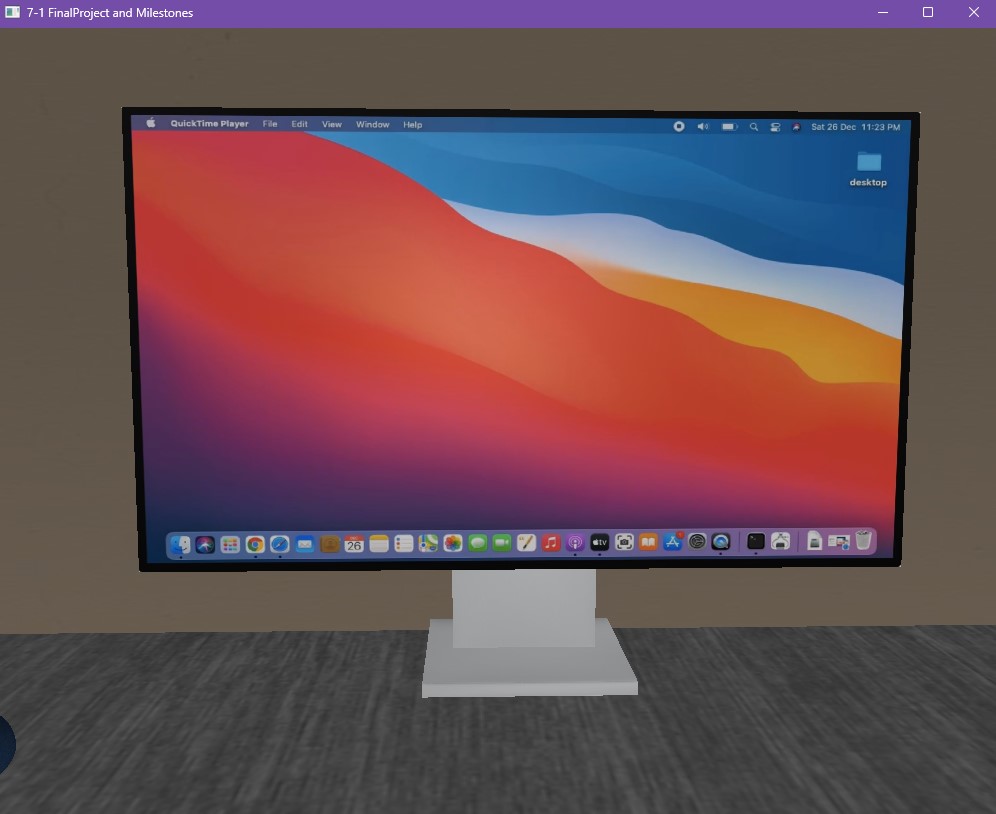 7-1 FinalProject and Milestones
QuickTime Player File Edit View Window Help Sat 26 Dec 11:23 PM
desktop
26
tv